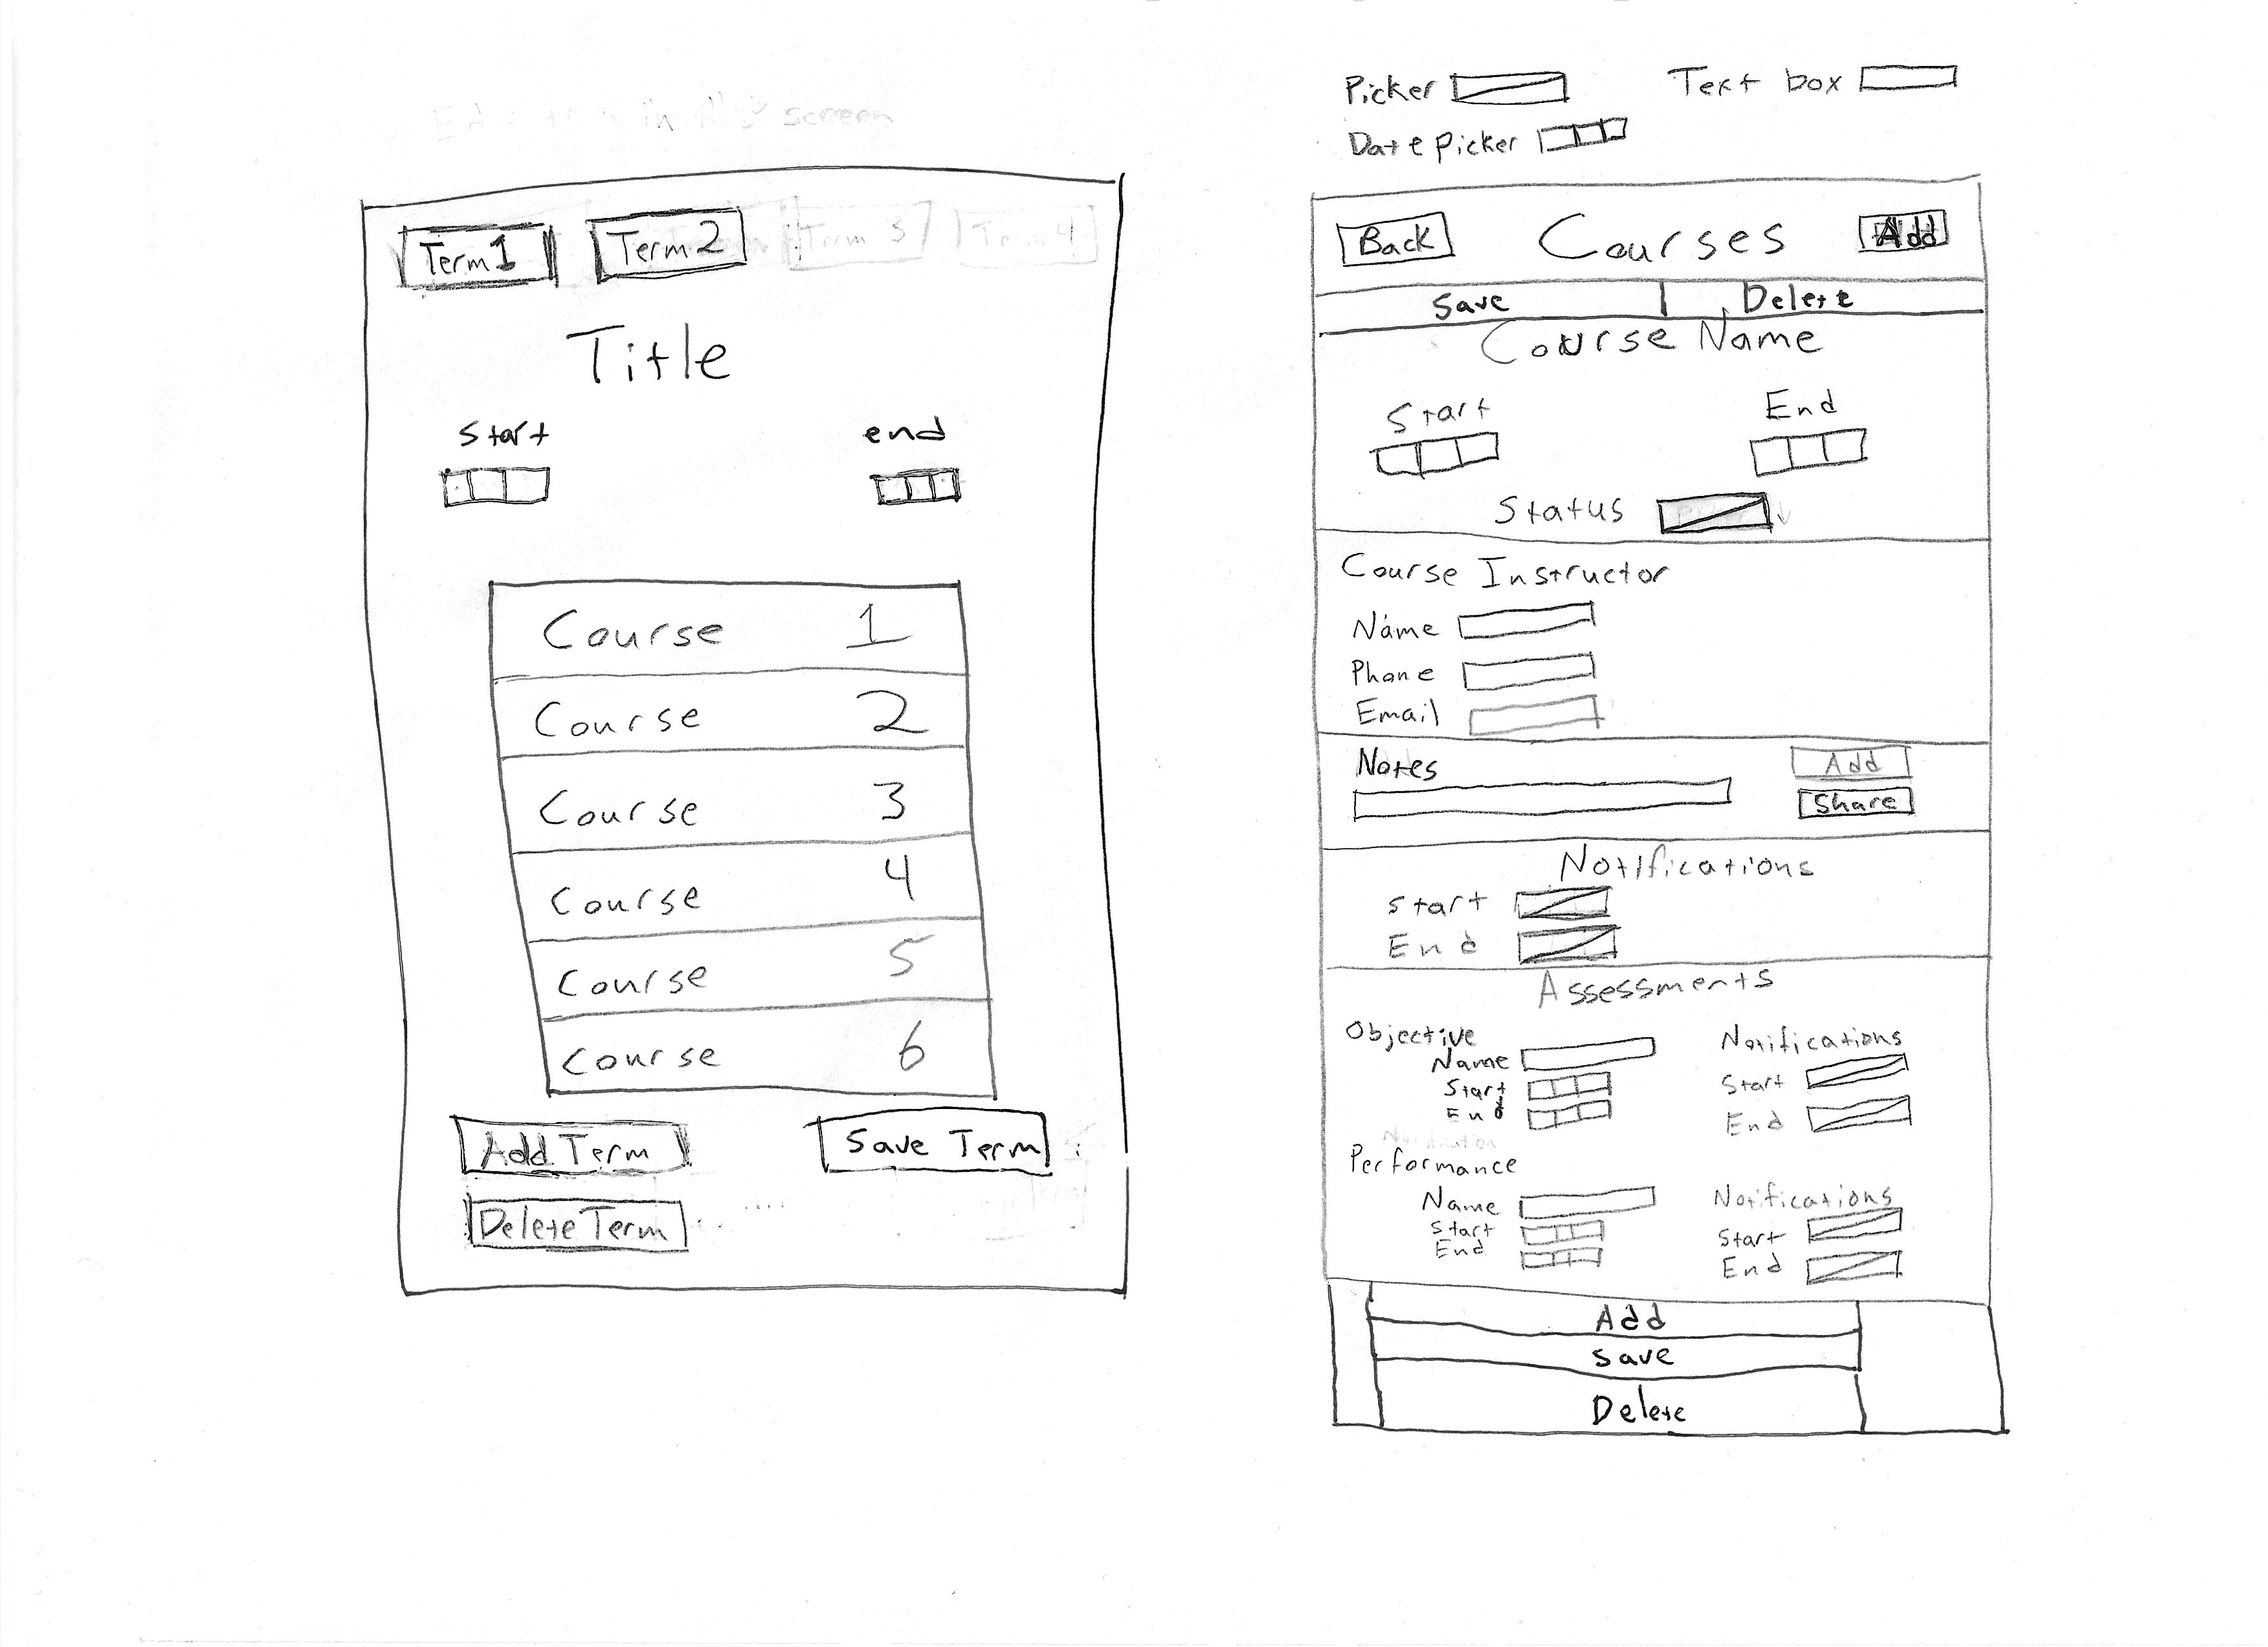 in this screen
Term 1 Term 2 Term 3 Term 4
Title
start end
Course 1
Course 2
Course 3
Course 4
Course 5
Course 6
Add Term Save Term
Delete Term
Picker Text box
Date picker
Back Courses Add
Save Delete
Course Name
Start End
Status
Course Instructor
Name
Phone
Email
Notes Add
Share
Notifications
Start
End
Assessments
Objective Notifications
Name
Start Start
End End
Performance
Name Notifications
Start Start
End End
Add
Save
Delete